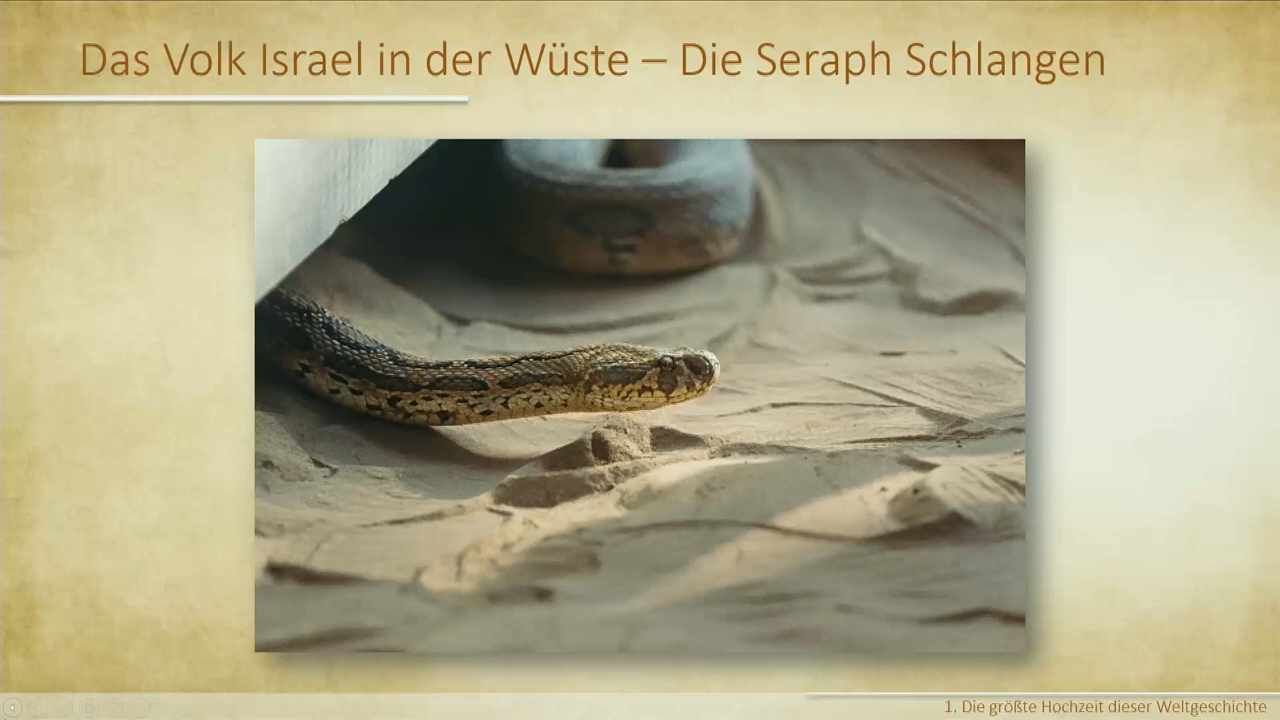 Das Volk Israel in der Wüste – Die Seraph Schlangen
1. Die größte Hochzeit dieser Weltgeschichte